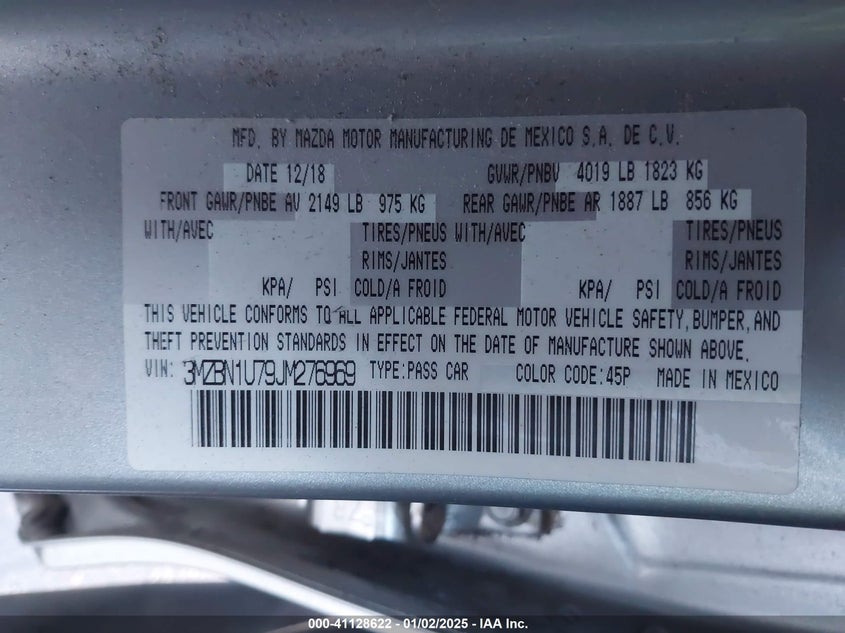 MFD. BY MAZDA MOTOR MANUFACTURING DE MEXICO S.A. DE C.V.
DATE 12/18 GVWR/PNBV 4019 LB 1823 KG
FRONT GAWR/PNBE AV 2149 LB 975 KG REAR GAWR/PNBE AR 1887 LB 856 KG
WITH/AVEC TIRES/PNEUS WITH/AVEC TIRES/PNEUS
RIMS/JANTES RIMS/JANTES
KPA/ PSI COLD/A FROID KPA/ PSI COLD/A FROID
THIS VEHICLE CONFORMS TO ALL APPLICABLE FEDERAL MOTOR VEHICLE SAFETY, BUMPER, AND
THEFT PREVENTION STANDARDS IN EFFECT ON THE DATE OF MANUFACTURE SHOWN ABOVE.
VIN: 3MZBN1U79JM276969 TYPE:PASS CAR COLOR CODE:45P MADE IN MEXICO
000-41128622 - 01/02/2025 - IAA Inc.